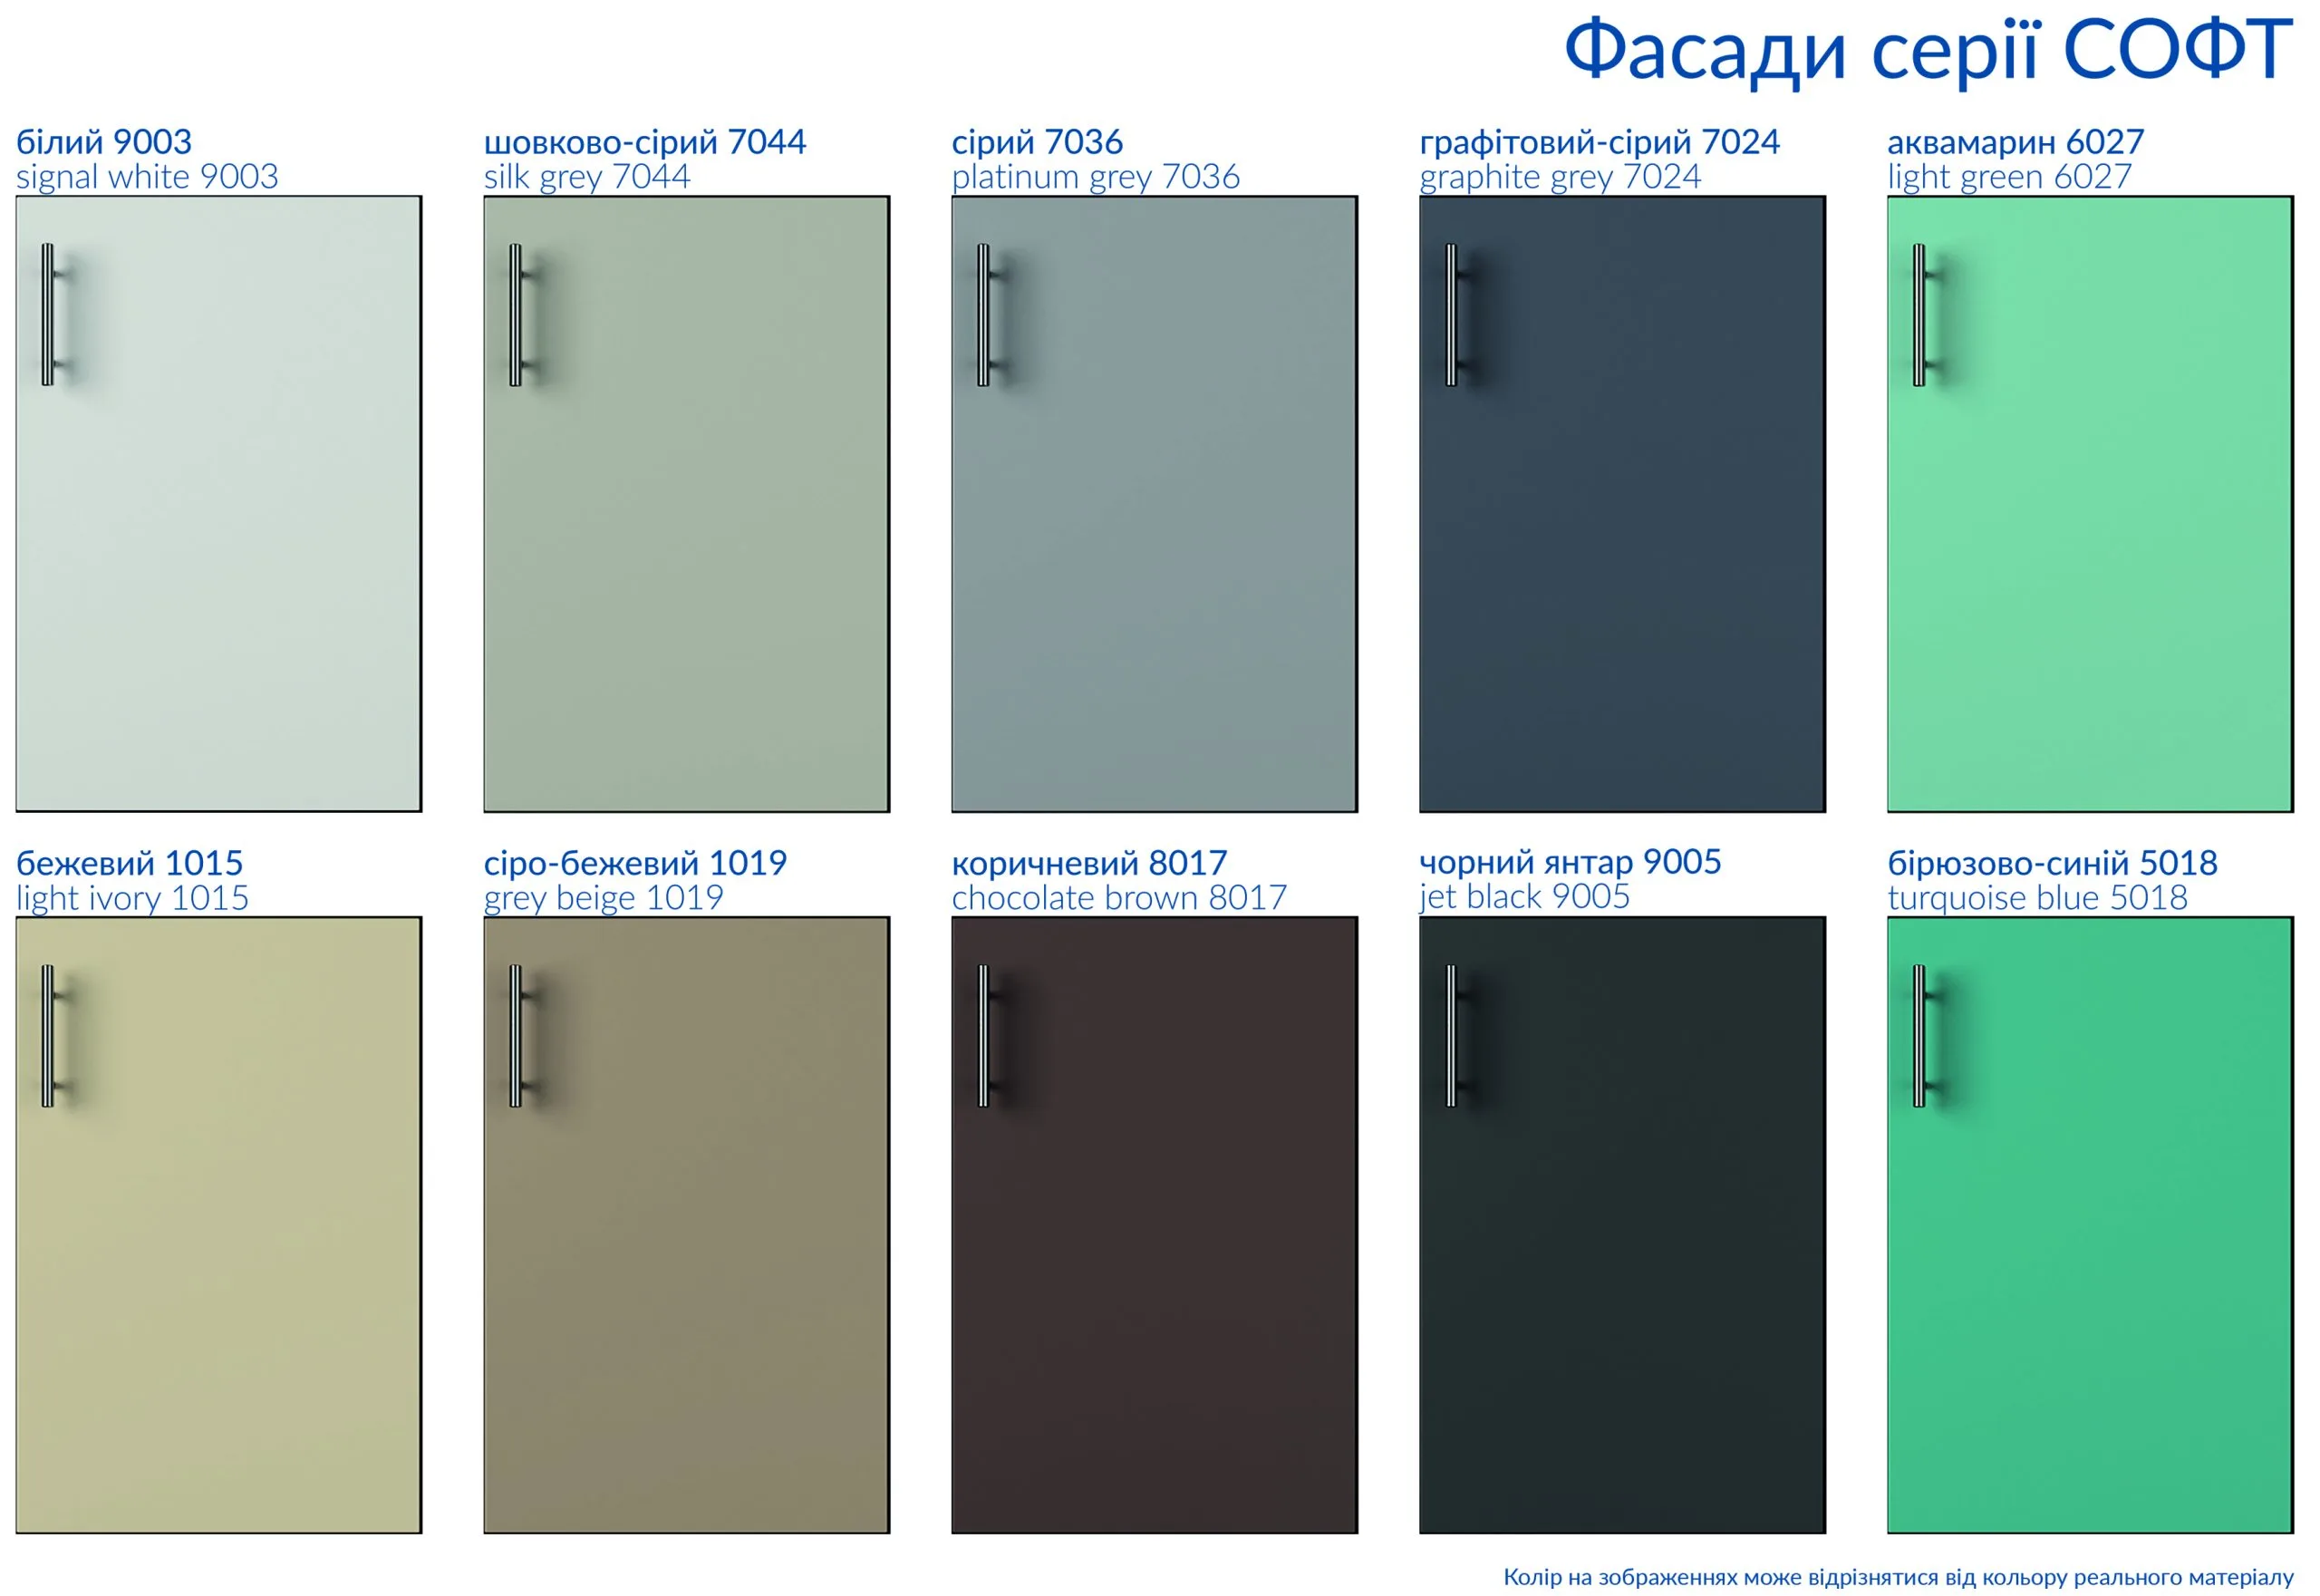 Фасади серії СОФТ
білий 9003
signal white 9003
шовково-сірий 7044
silk grey 7044
сірий 7036
platinum grey 7036
графітовий-сірий 7024
graphite grey 7024
аквамарин 6027
light green 6027
бежевий 1015
light ivory 1015
сіро-бежевий 1019
grey beige 1019
коричневий 8017
chocolate brown 8017
чорний янтар 9005
jet black 9005
бірюзово-синій 5018
turquoise blue 5018
Колір на зображеннях може відрізнятися від кольору реального матеріалу